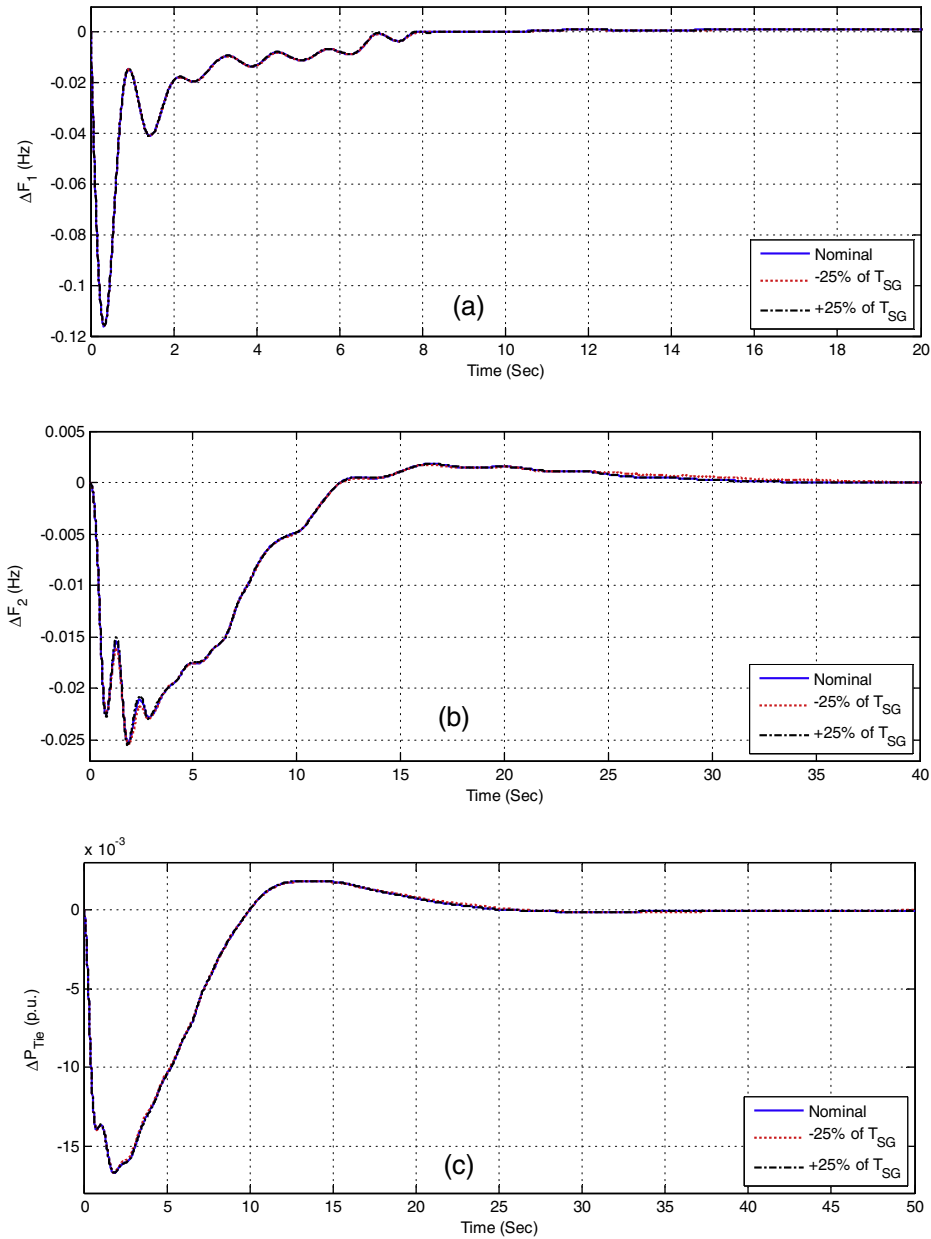 0
-0.02
-0.04
-0.06
-0.08
-0.1
-0.12
ΔF1 (Hz)
Nominal
-25% of TSG
+25% of TSG
(a)
0 2 4 6 8 10 12 14 16 18 20
Time (Sec)
0.005
0
-0.005
-0.01
-0.015
-0.02
-0.025
ΔF2 (Hz)
Nominal
-25% of TSG
+25% of TSG
(b)
0 5 10 15 20 25 30 35 40
Time (Sec)
x 10-3
0
-5
-10
-15
ΔPTie (p.u.)
Nominal
-25% of TSG
+25% of TSG
(c)
0 5 10 15 20 25 30 35 40 45 50
Time (Sec)